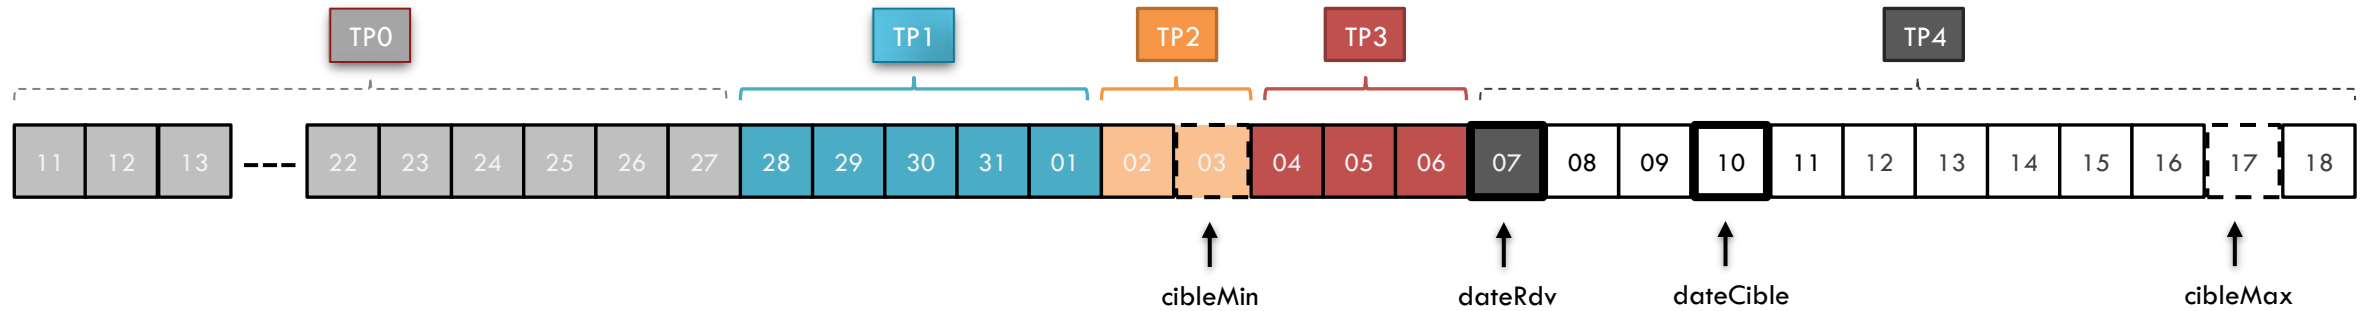 TP0 TP1 TP2 TP3 TP4
11 12 13 22 23 24 25 26 27 28 29 30 31 01 02 03 04 05 06 07 08 09 10 11 12 13 14 15 16 17 18
cibleMin dateRdv dateCible cibleMax